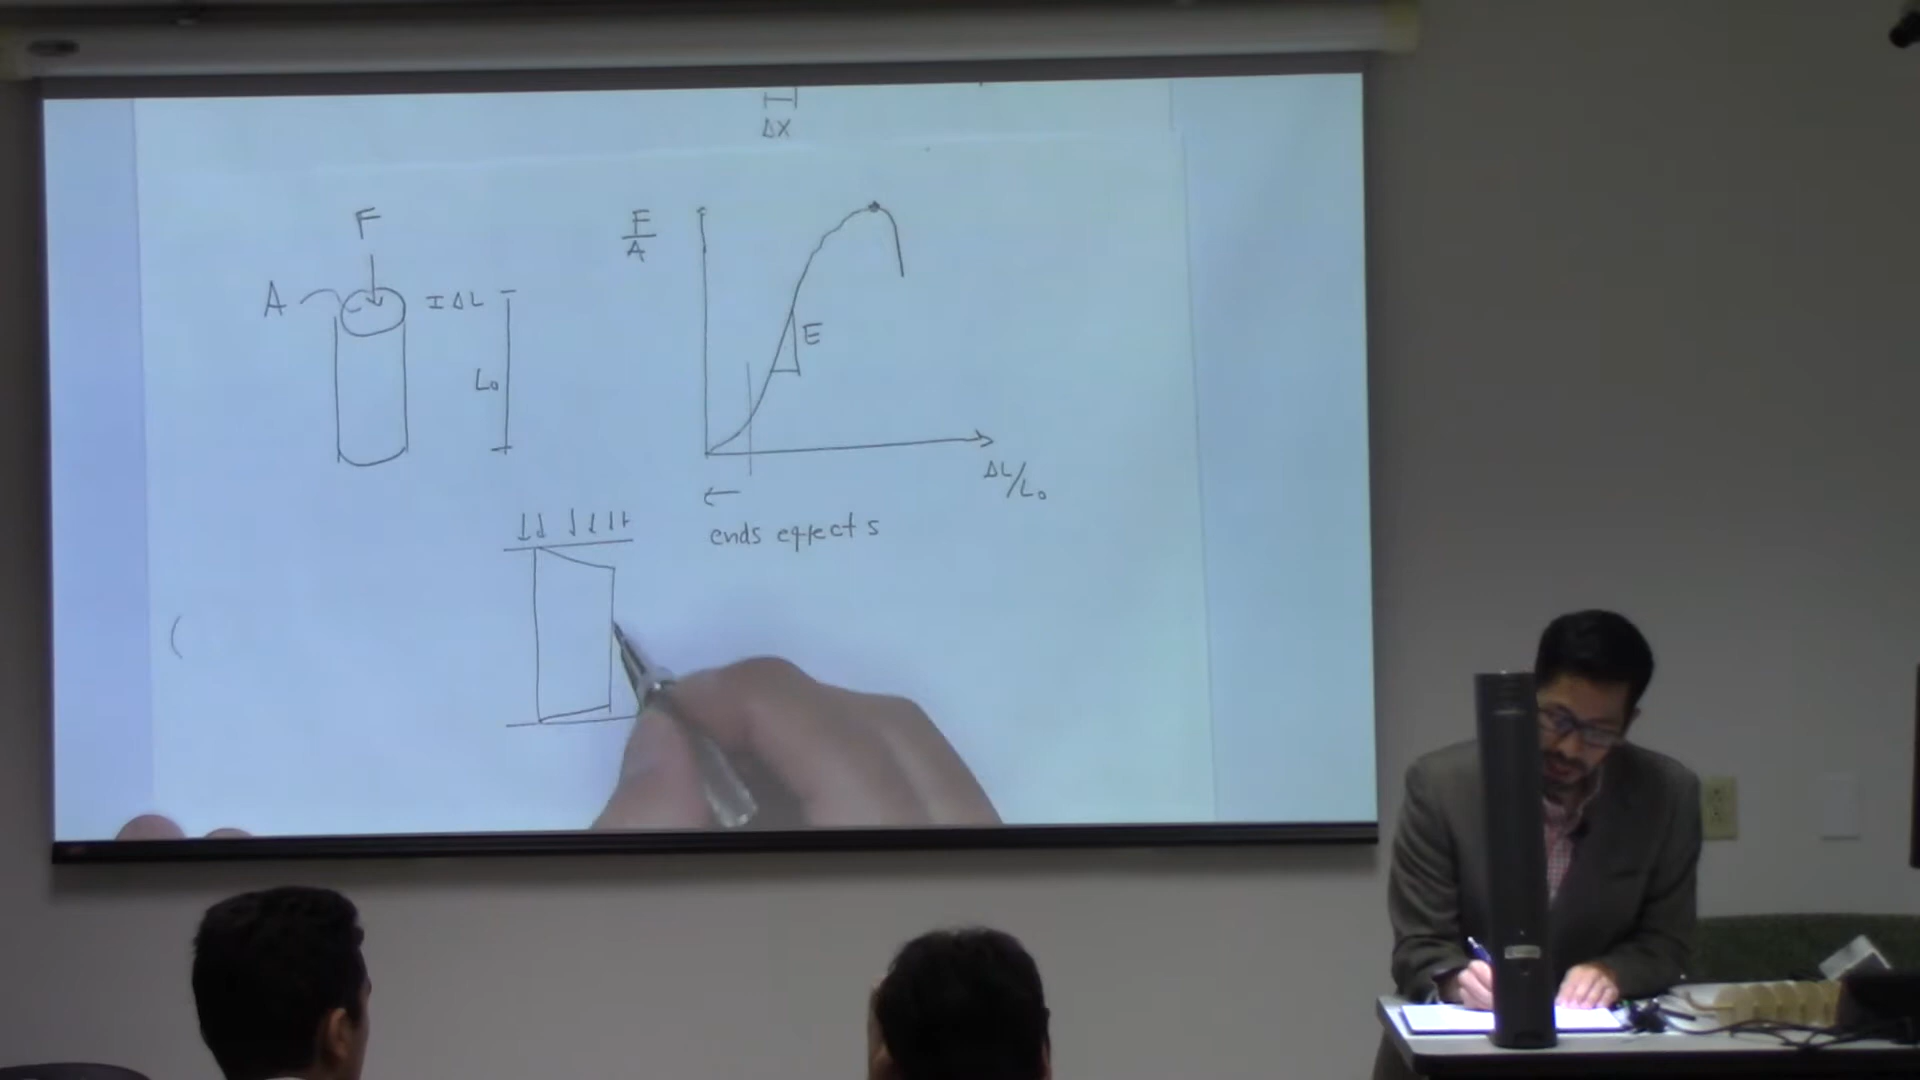 ΔX
F
A
I ΔL
L₀
F
A
E
ΔL/L₀
ends effects